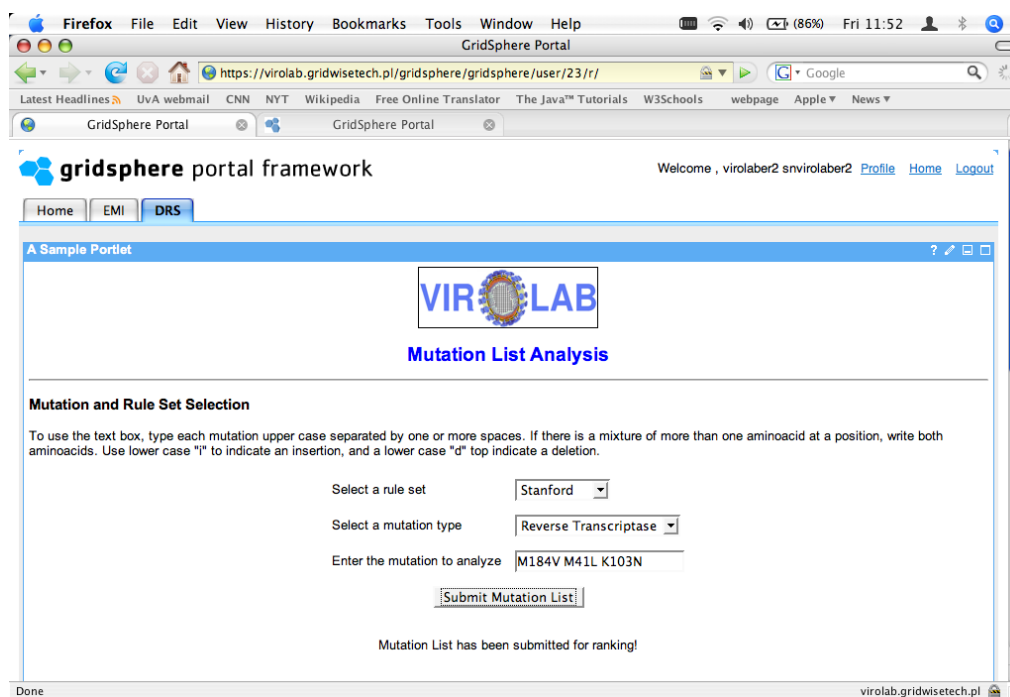 Firefox File Edit View History Bookmarks Tools Window Help (86%) Fri 11:52
GridSphere Portal
https://virolab.gridwisetech.pl/gridsphere/gridsphere/user/23/r/ G Google
Latest Headlines UvA webmail CNN NYT Wikipedia Free Online Translator The Java™ Tutorials W3Schools webpage Apple News
GridSphere Portal GridSphere Portal
gridsphere portal framework
Welcome , virolaber2 snvirolaber2 Profile Home Logout
Home EMI DRS
A Sample Portlet ?
VIROLAB
Mutation List Analysis
Mutation and Rule Set Selection
To use the text box, type each mutation upper case separated by one or more spaces. If there is a mixture of more than one aminoacid at a position, write both
aminoacids. Use lower case "i" to indicate an insertion, and a lower case "d" top indicate a deletion.
Select a rule set Stanford
Select a mutation type Reverse Transcriptase
Enter the mutation to analyze M184V M41L K103N
Submit Mutation List
Mutation List has been submitted for ranking!
Done virolab.gridwisetech.pl